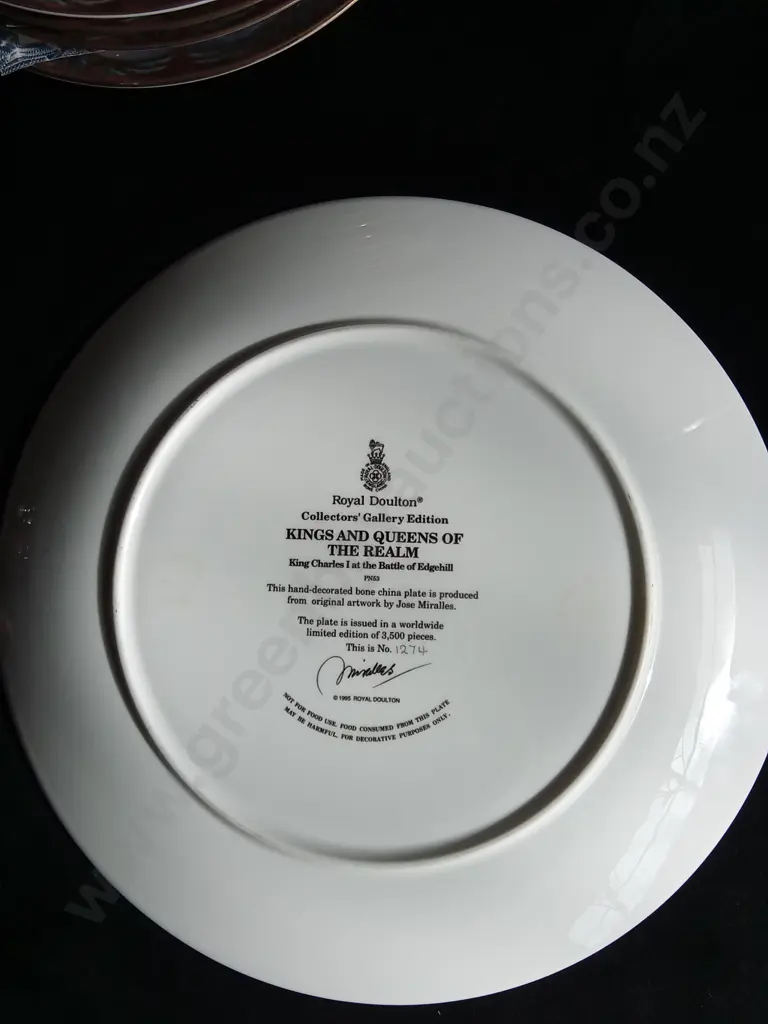 Royal Doulton®
Collectors' Gallery Edition
KINGS AND QUEENS OF
THE REALM
King Charles I at the Battle of Edgehill
PN53
This hand-decorated bone china plate is produced
from original artwork by Jose Miralles.
The plate is issued in a worldwide
limited edition of 3,500 pieces.
This is No. 1274
Jmiralles
© 1995 ROYAL DOULTON
NOT FOR FOOD USE. FOOD CONSUMED FROM THIS PLATE
MAY BE HARMFUL. FOR DECORATIVE PURPOSES ONLY.